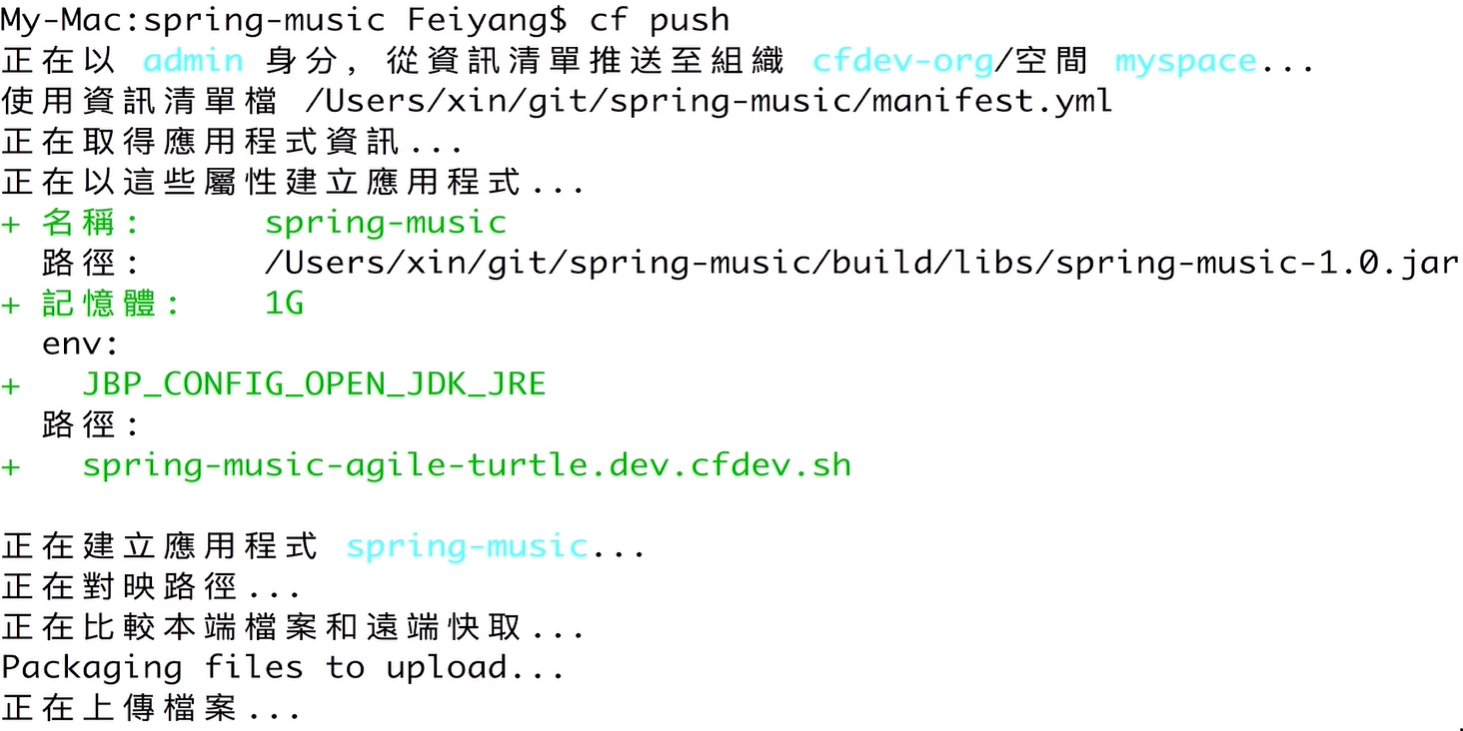 My-Mac:spring-music Feiyang$ cf push
正在以 admin 身分, 從資訊清單推送至組織 cfdev-org/空間 myspace...
使用資訊清單檔 /Users/xin/git/spring-music/manifest.yml
正在取得應用程式資訊...
正在以這些屬性建立應用程式...
+ 名稱: spring-music
路徑: /Users/xin/git/spring-music/build/libs/spring-music-1.0.jar
+ 記憶體: 1G
env:
+ JBP_CONFIG_OPEN_JDK_JRE
路徑:
+ spring-music-agile-turtle.dev.cfdev.sh
正在建立應用程式 spring-music...
正在對映路徑...
正在比較本端檔案和遠端快取...
Packaging files to upload...
正在上傳檔案...